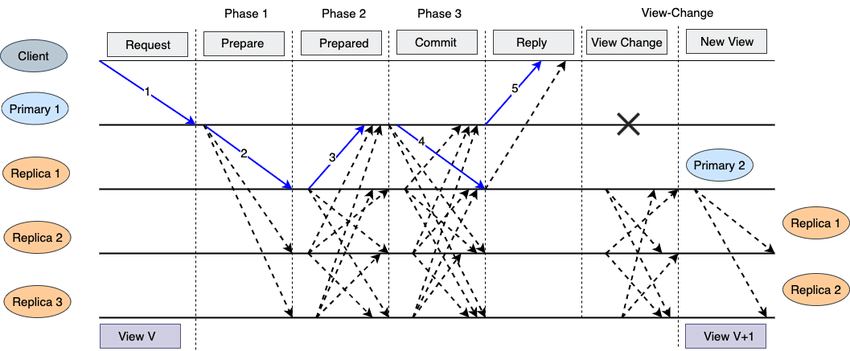 Phase 1
Phase 2
Phase 3
View-Change
Request
Prepare
Prepared
Commit
Reply
View Change
New View
Client
Primary 1
Replica 1
Replica 2
Replica 3
1
2
3
4
5
Primary 2
Replica 1
Replica 2
View V
View V+1